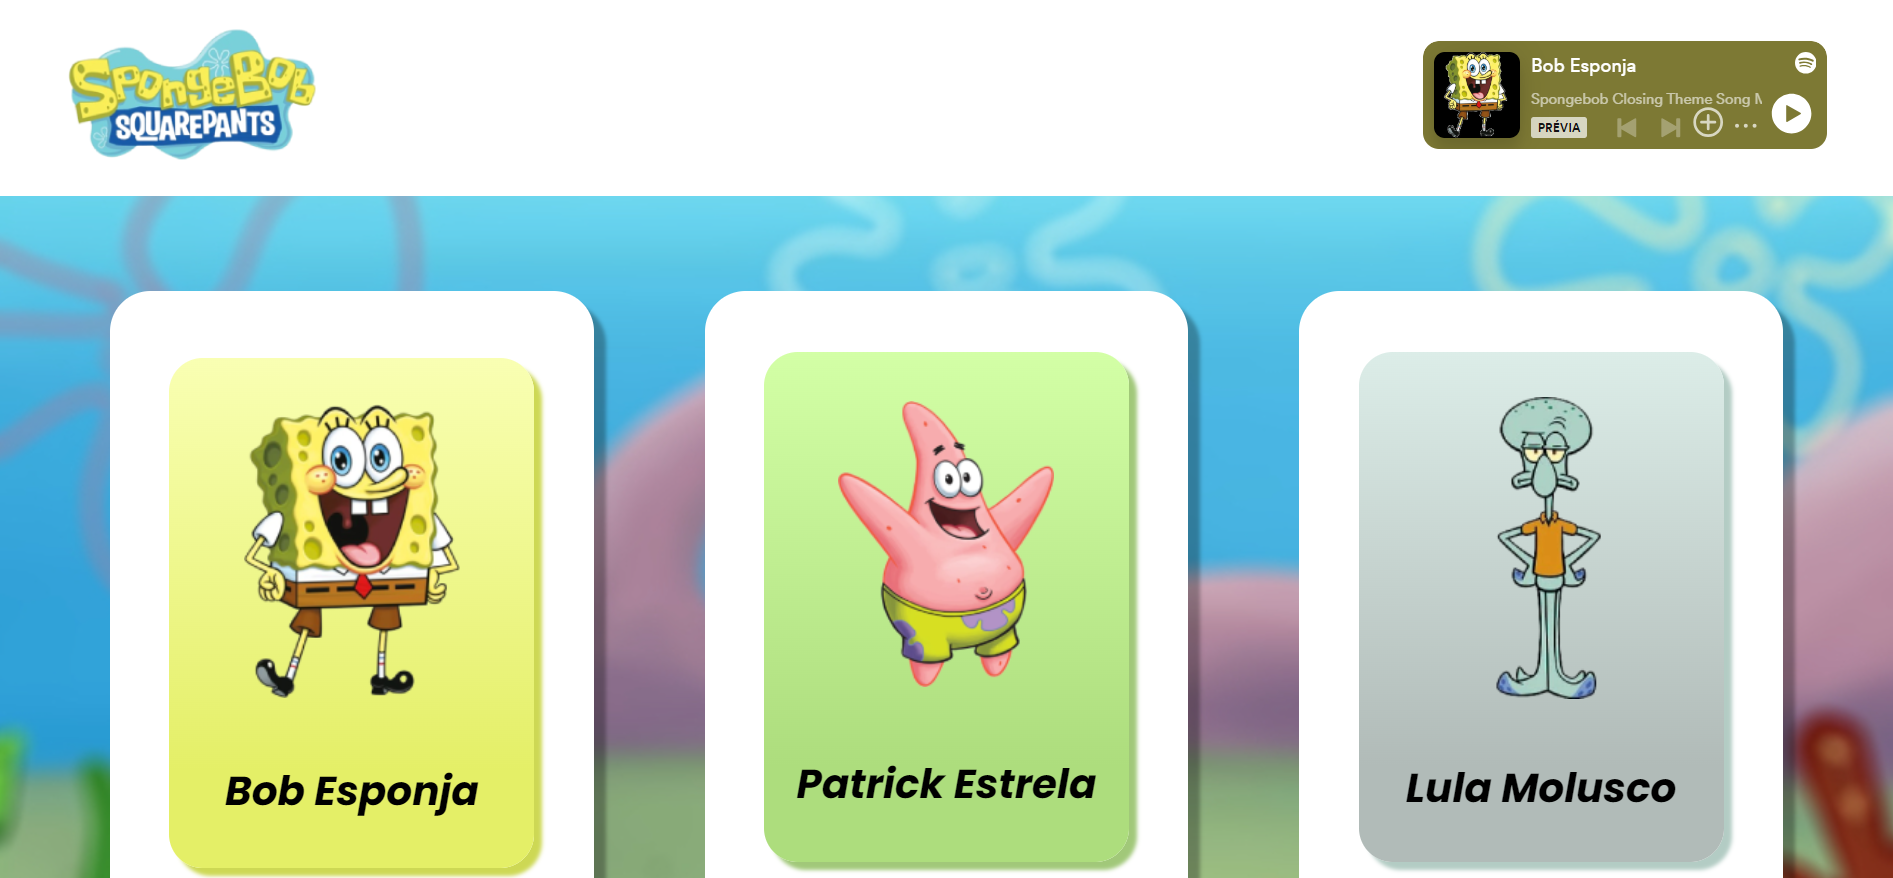 SpongeBob
SQUAREPANTS
Bob Esponja
Spongebob Closing Theme Song M
PRÉVIA
Bob Esponja
Patrick Estrela
Lula Molusco